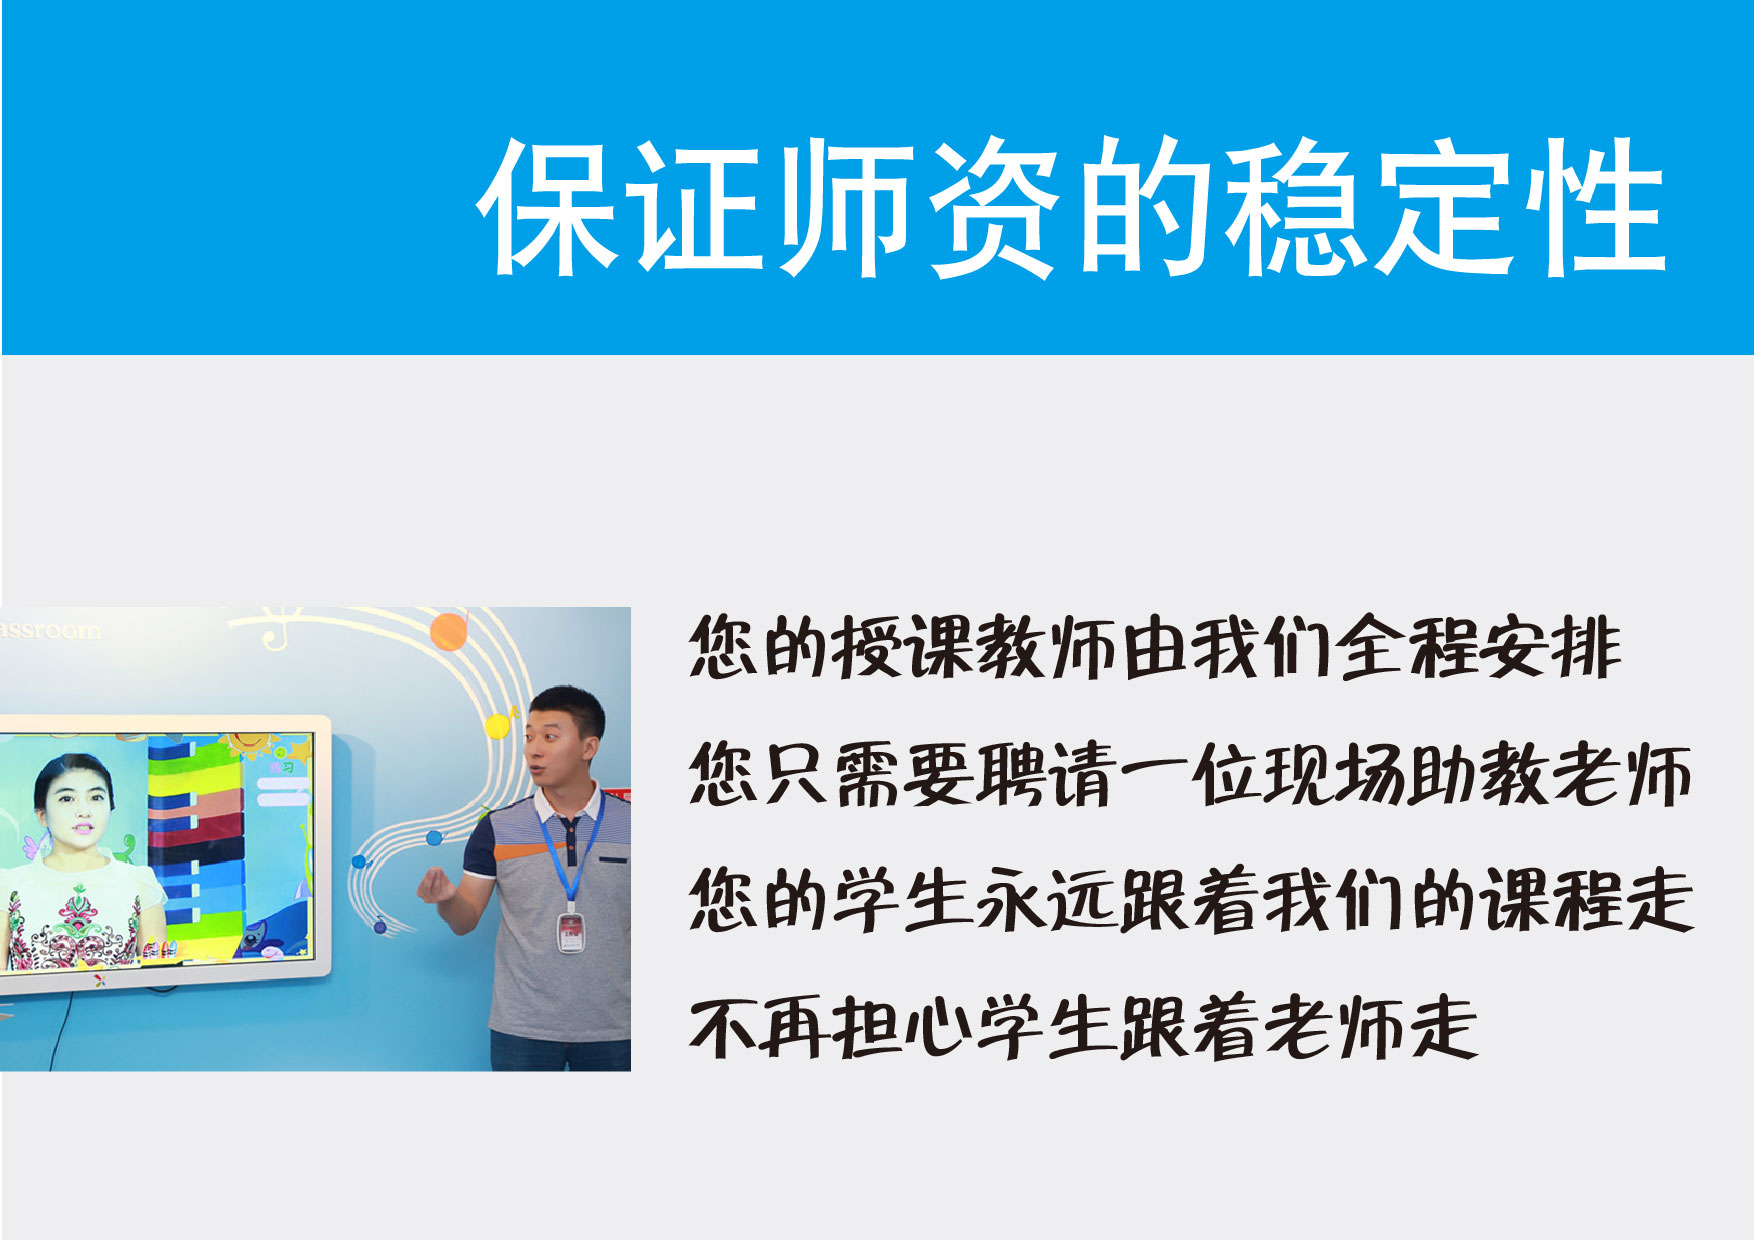 保证师资的稳定性
assroom
您的授课教师由我们全程安排
您只需要聘请一位现场助教老师
您的学生永远跟着我们的课程走
不再担心学生跟着老师走